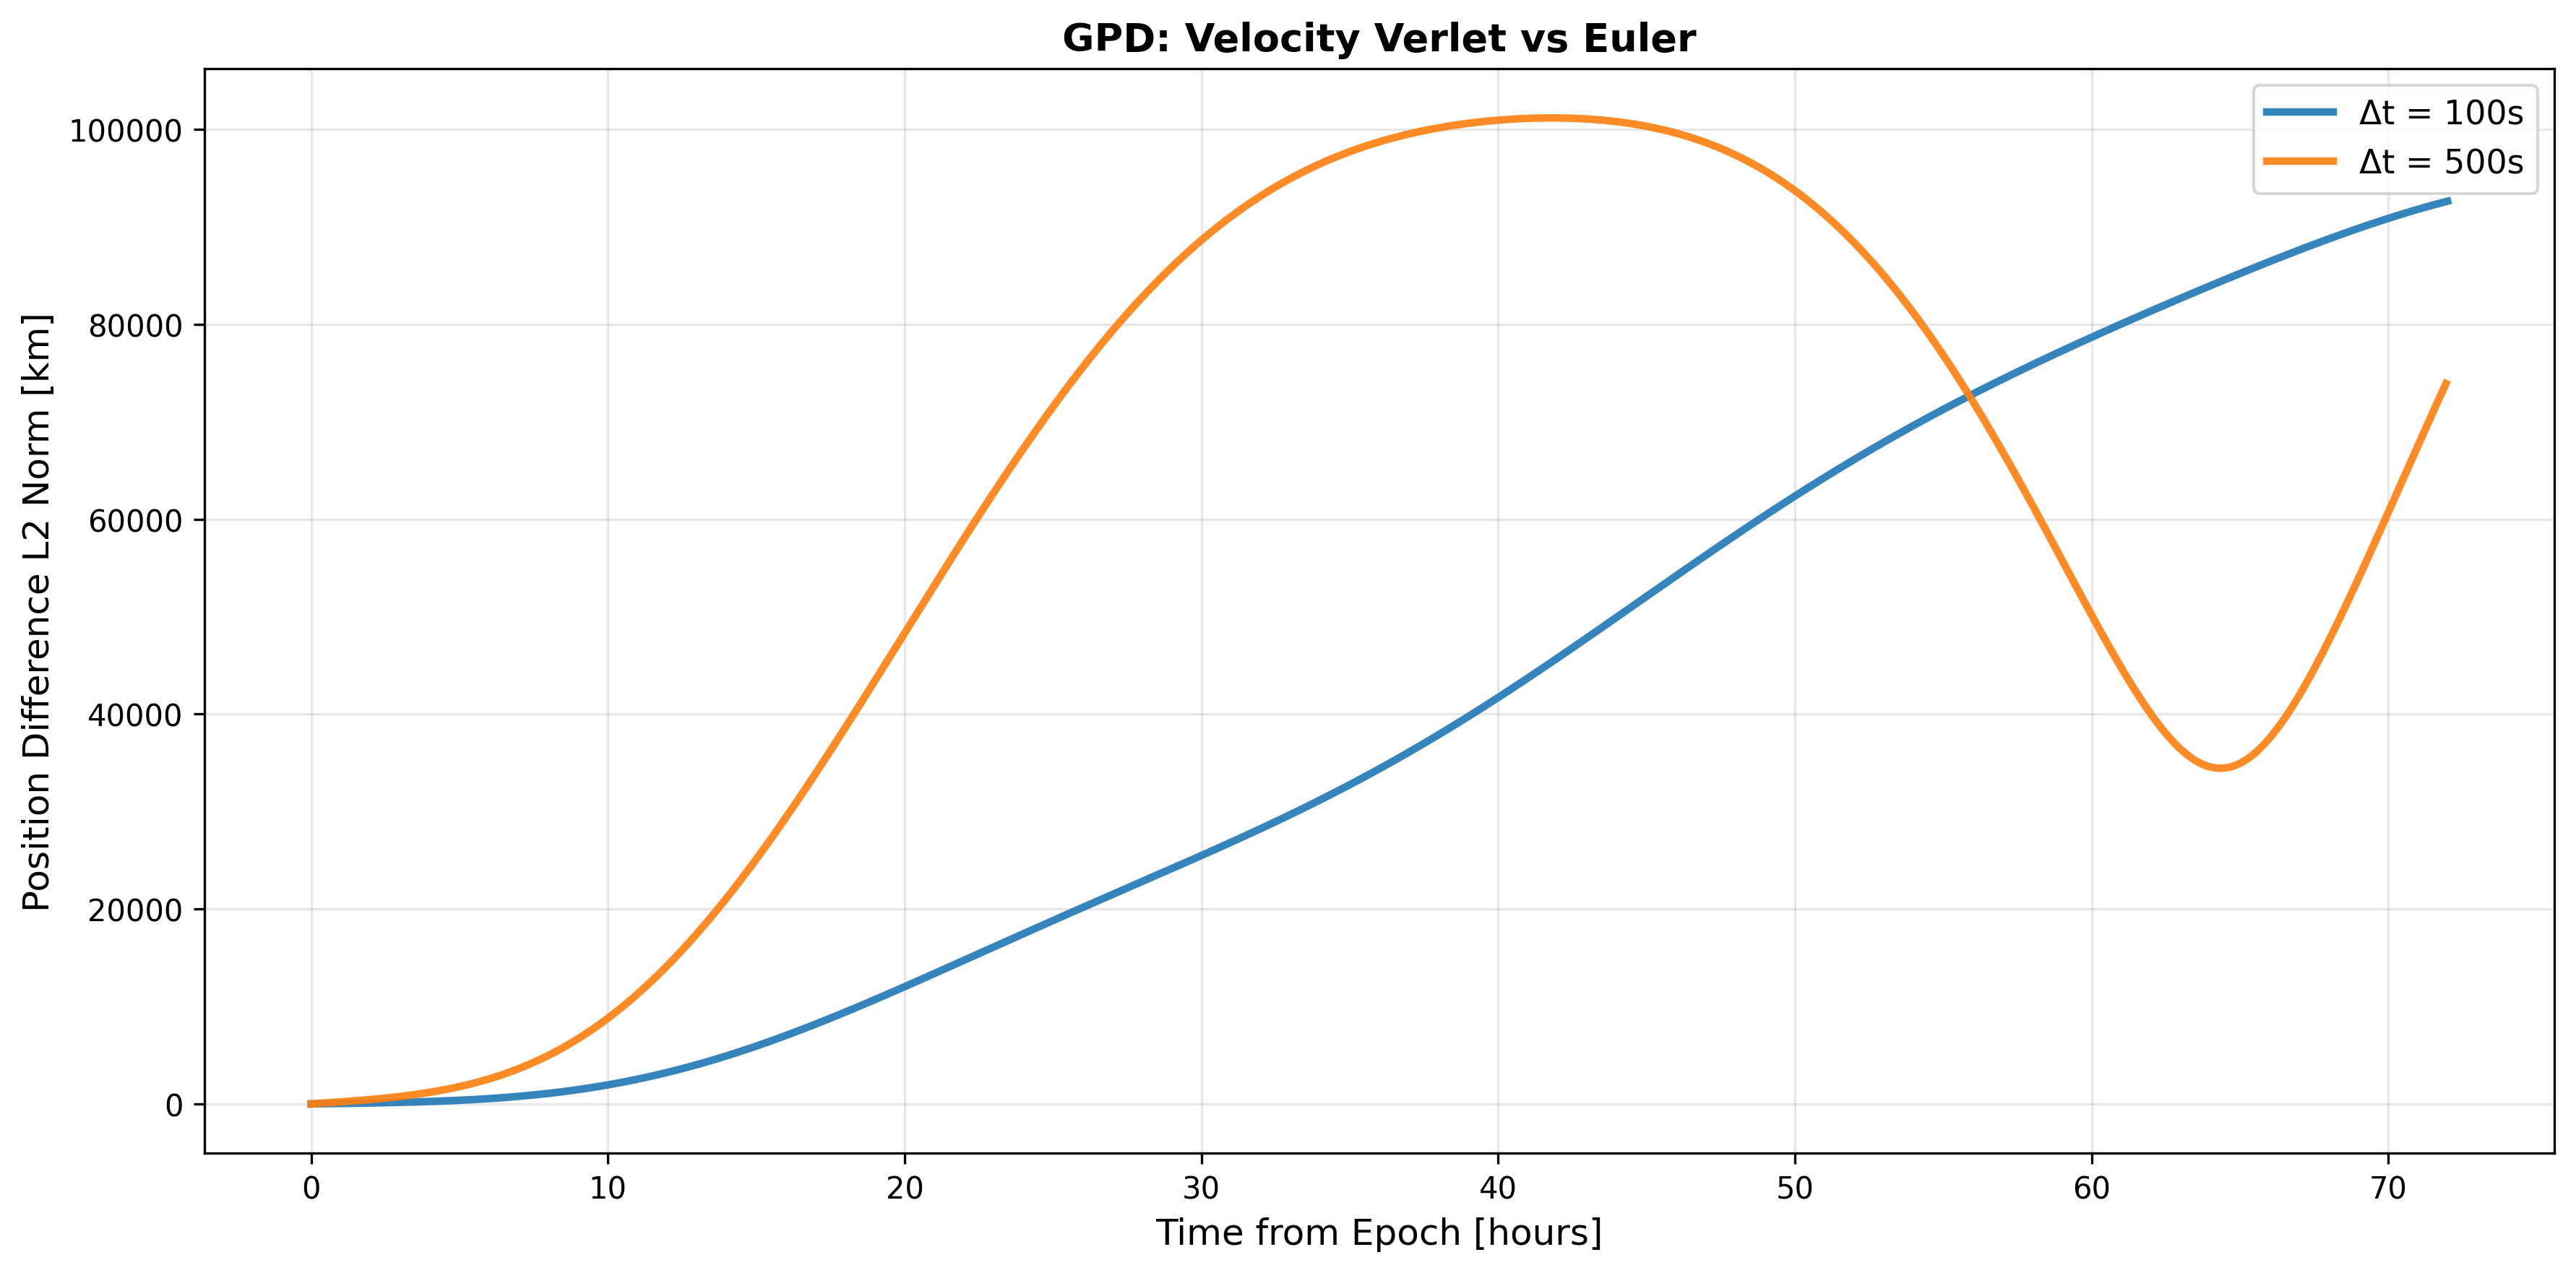 GPD: Velocity Verlet vs Euler
Δt = 100s
Δt = 500s
Position Difference L2 Norm [km]
100000
80000
60000
40000
20000
0
0 10 20 30 40 50 60 70
Time from Epoch [hours]